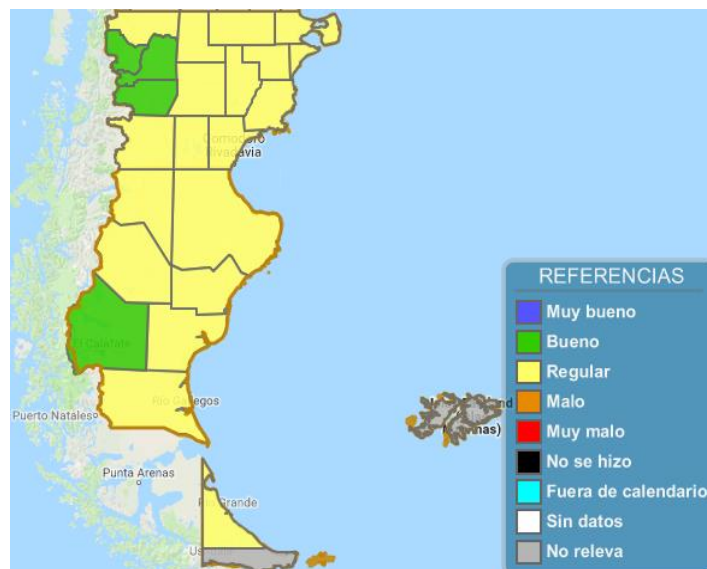 Comodoro
Rivadavia
REFERENCIAS
Muy bueno
Bueno
Regular
Malo
Muy malo
No se hizo
Fuera de calendario
Sin datos
No releva
El Calafate
Río Gallegos
Puerto Natales
Punta Arenas
Río Grande